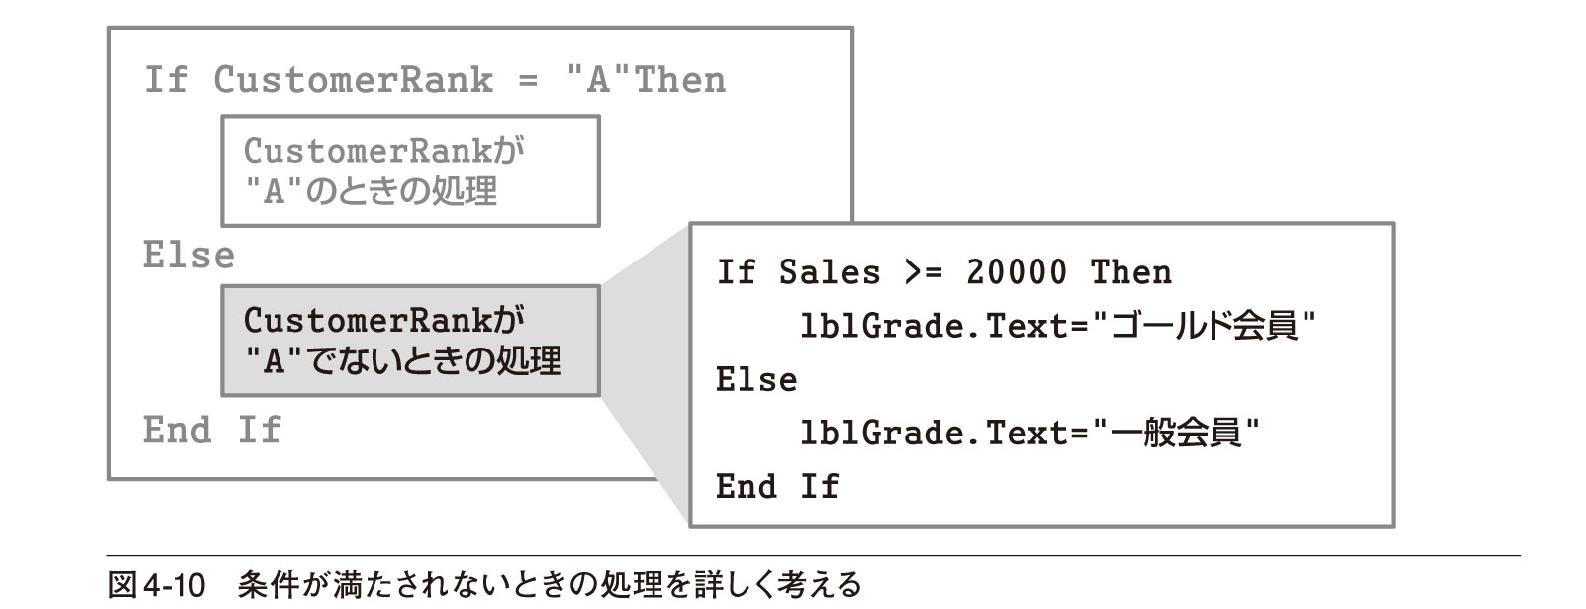 If CustomerRank = "A"Then
CustomerRankが
"A"のときの処理
Else
CustomerRankが
"A"でないときの処理
End If
If Sales >= 20000 Then
lblGrade.Text="ゴールド会員"
Else
lblGrade.Text="一般会員"
End If
図4-10　条件が満たされないときの処理を詳しく考える